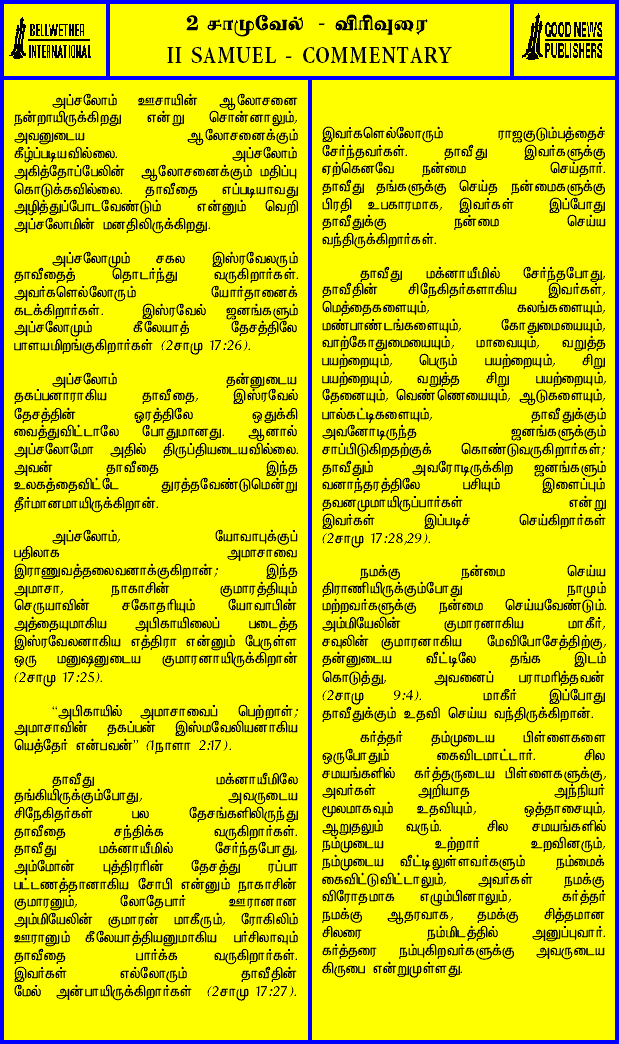 BELLWETHER
INTERNATIONAL
2 சாமுவேல் - விரிவுரை
II SAMUEL - COMMENTARY
GOOD NEWS
PUBLISHERS
அப்சலோம் ஊசாயின் ஆலோசனை
நன்றாயிருக்கிறது என்று சொன்னாலும்,
அவனுடைய ஆலோசனைக்கும்
கீழ்ப்படியவில்லை. அப்சலோம்
அகித்தோப்பேலின் ஆலோசனைக்கும் மதிப்பு
கொடுக்கவில்லை. தாவீதை எப்படியாவது
அழித்துப்போடவேண்டும் என்னும் வெறி
அப்சலோமின் மனதிலிருக்கிறது.
அப்சலோமும் சகல இஸ்ரவேலரும்
தாவீதைத் தொடர்ந்து வருகிறார்கள்.
அவர்களெல்லோரும் யோர்தானைக்
கடக்கிறார்கள். இஸ்ரவேல் ஜனங்களும்
அப்சலோமும் கீலேயாத் தேசத்திலே
பாளயமிறங்குகிறார்கள் (2சாமு 17:26).
அப்சலோம் தன்னுடைய
தகப்பனாராகிய தாவீதை, இஸ்ரவேல்
தேசத்தின் ஓரத்திலே ஒதுக்கி
வைத்துவிட்டாலே போதுமானது. ஆனால்
அப்சலோமோ அதில் திருப்தியடையவில்லை.
அவன் தாவீதை இந்த
உலகத்தைவிட்டே துரத்தவேண்டுமென்று
தீர்மானமாயிருக்கிறான்.
அப்சலோம், யோவாபுக்குப்
பதிலாக அமாசாவை
இராணுவத்தலைவனாக்குகிறான்; இந்த
அமாசா, நாகாசின் குமாரத்தியும்
செருயாவின் சகோதரியும் யோவாபின்
அத்தையுமாகிய அபிகாயிலைப் படைத்த
இஸ்ரவேலனாகிய எத்திரா என்னும் பேருள்ள
ஒரு மனுஷனுடைய குமாரனாயிருக்கிறான்
(2சாமு 17:25).
“அபிகாயில் அமாசாவைப் பெற்றாள்;
அமாசாவின் தகப்பன் இஸ்மவேலியனாகிய
யெத்தேர் என்பவன்” (1நாளா 2:17).
தாவீது மக்னாயீமிலே
தங்கியிருக்கும்போது, அவருடைய
சிநேகிதர்கள் பல தேசங்களிலிருந்து
தாவீதை சந்திக்க வருகிறார்கள்.
தாவீது மக்னாயீமில் சேர்ந்தபோது,
அம்மோன் புத்திரரின் தேசத்து ரப்பா
பட்டணத்தானாகிய சோபி என்னும் நாகாசின்
குமாரனும், லோதேபார் ஊரானான
அம்மியேலின் குமாரன் மாகீரும், ரோகிலிம்
ஊரானும் கீலேயாத்தியனுமாகிய பர்சிலாவும்
தாவீதை பார்க்க வருகிறார்கள்.
இவர்கள் எல்லோரும் தாவீதின்
மேல் அன்பாயிருக்கிறார்கள் (2சாமு 17:27).
இவர்களெல்லோரும் ராஜகுடும்பத்தைச்
சேர்ந்தவர்கள். தாவீது இவர்களுக்கு
ஏற்கெனவே நன்மை செய்தார்.
தாவீது தங்களுக்கு செய்த நன்மைகளுக்கு
பிரதி உபகாரமாக, இவர்கள் இப்போது
தாவீதுக்கு நன்மை செய்ய
வந்திருக்கிறார்கள்.
தாவீது மக்னாயீமில் சேர்ந்தபோது,
தாவீதின் சிநேகிதர்களாகிய இவர்கள்,
மெத்தைகளையும், கலங்களையும்,
மண்பாண்டங்களையும், கோதுமையையும்,
வாற்கோதுமையையும், மாவையும், வறுத்த
பயற்றையும், பெரும் பயற்றையும், சிறு
பயற்றையும், வறுத்த சிறு பயற்றையும்,
தேனையும், வெண்ணெயையும், ஆடுகளையும்,
பால்கட்டிகளையும், தாவீதுக்கும்
அவனோடிருந்த ஜனங்களுக்கும்
சாப்பிடுகிறதற்குக் கொண்டுவருகிறார்கள்;
தாவீதும் அவரோடிருக்கிற ஜனங்களும்
வனாந்தரத்திலே பசியும் இளைப்பும்
தவனமுமாயிருப்பார்கள் என்று
இவர்கள் இப்படிச் செய்கிறார்கள்
(2சாமு 17:28,29).
நமக்கு நன்மை செய்ய
திராணியிருக்கும்போது நாமும்
மற்றவர்களுக்கு நன்மை செய்யவேண்டும்.
அம்மியேலின் குமாரனாகிய மாகீர்,
சவுலின் குமாரனாகிய மேவிபோசேத்திற்கு,
தன்னுடைய வீட்டிலே தங்க இடம்
கொடுத்து, அவனைப் பராமரித்தவன்
(2சாமு 9:4). மாகீர் இப்போது
தாவீதுக்கும் உதவி செய்ய வந்திருக்கிறான்.
கர்த்தர் தம்முடைய பிள்ளைகளை
ஒருபோதும் கைவிடமாட்டார். சில
சமயங்களில் கர்த்தருடைய பிள்ளைகளுக்கு,
அவர்கள் அறியாத அந்நியர்
மூலமாகவும் உதவியும், ஒத்தாசையும்,
ஆறுதலும் வரும். சில சமயங்களில்
நம்முடைய உற்றார் உறவினரும்,
நம்முடைய வீட்டிலுள்ளவர்களும் நம்மைக்
கைவிட்டுவிட்டாலும், அவர்கள் நமக்கு
விரோதமாக எழும்பினாலும், கர்த்தர்
நமக்கு ஆதரவாக, தமக்கு சித்தமான
சிலரை நம்மிடத்தில் அனுப்புவார்.
கர்த்தரை நம்புகிறவர்களுக்கு அவருடைய
கிருபை என்றுமுள்ளது.